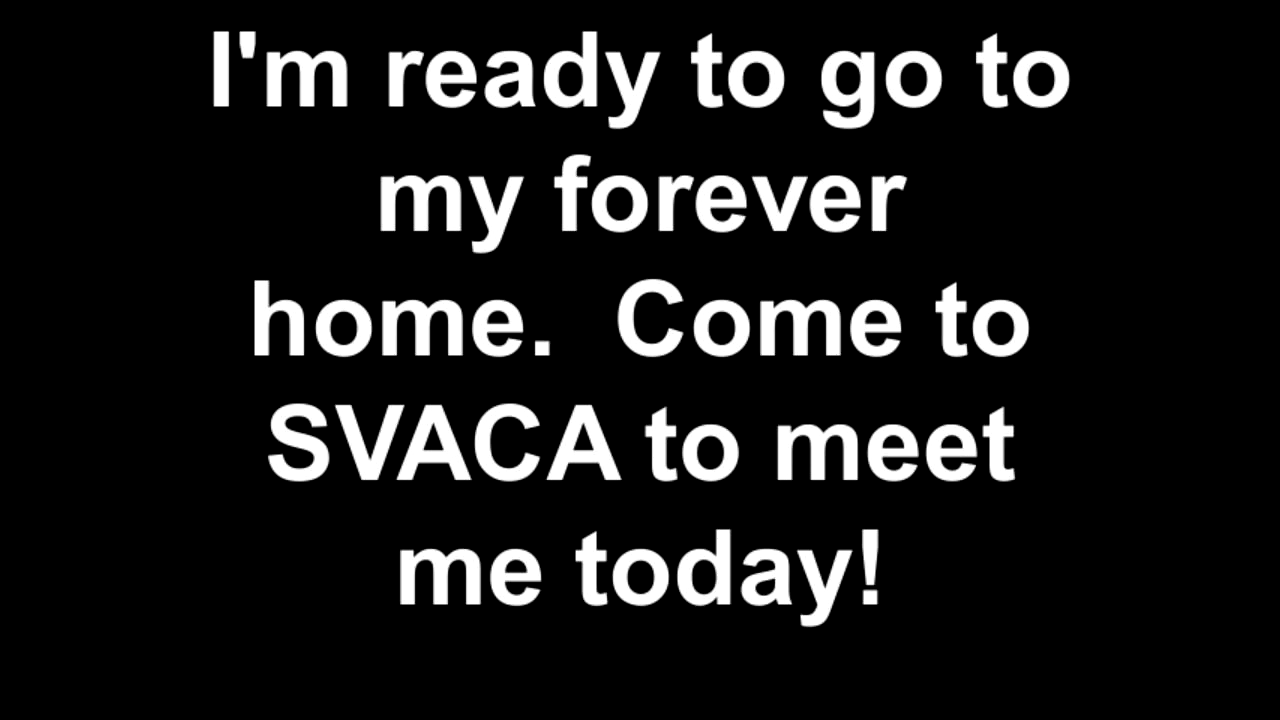 I'm ready to go to
my forever
home.  Come to
SVACA to meet
me today!